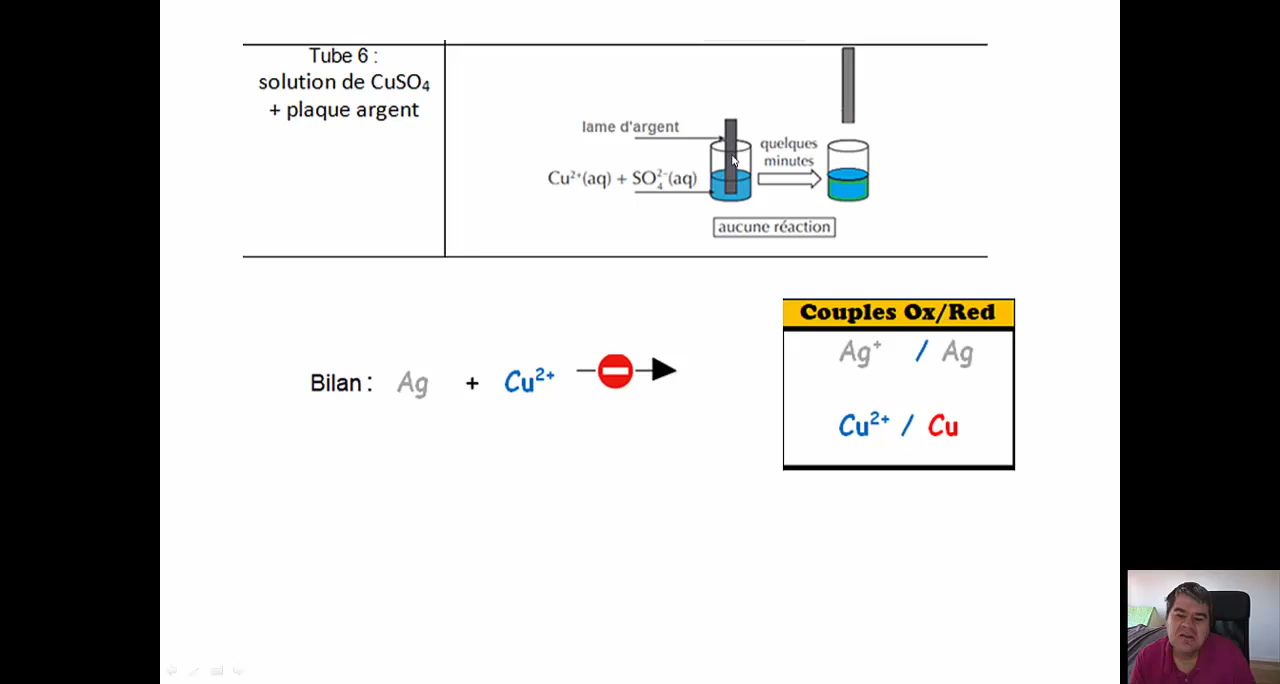 Tube 6 :
solution de CuSO₄
+ plaque argent
lame d'argent
quelques
minutes
Cu²⁺(aq) + SO₄²⁻(aq)
aucune réaction
Couples Ox/Red
Ag⁺ / Ag
Bilan : Ag + Cu²⁺
Cu²⁺ / Cu